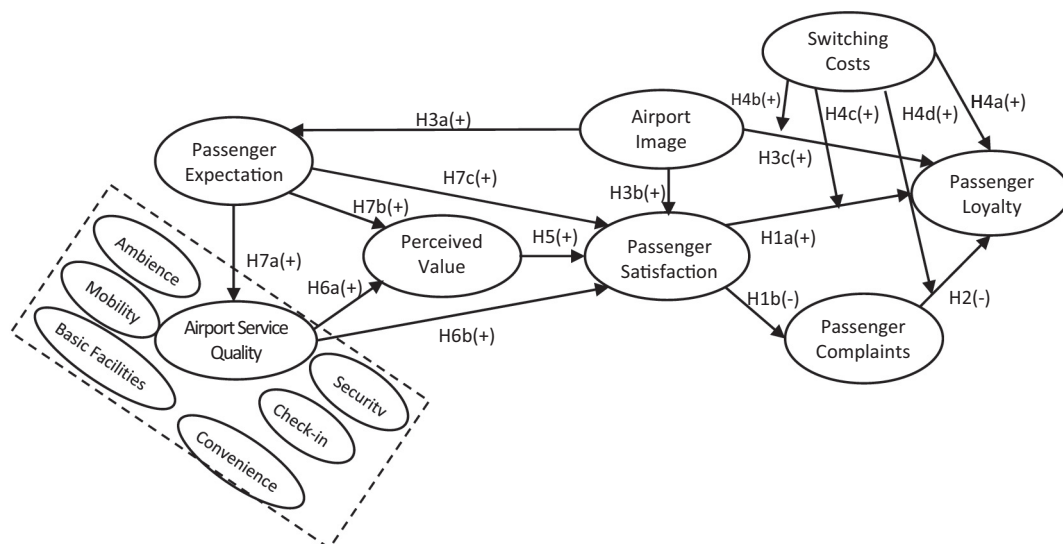 Switching
Costs
H4b(+)
H4c(+)
H4d(+)
H4a(+)
H3a(+)
Airport
Image
H3c(+)
Passenger
Expectation
H7c(+)
H3b(+)
Passenger
Loyalty
H7b(+)
Ambience
H7a(+)
Perceived
Value
H5(+)
Passenger
Satisfaction
H1a(+)
Mobility
H6a(+)
H1b(-)
H2(-)
Basic Facilities
Airport Service
Quality
H6b(+)
Passenger
Complaints
Security
Check-in
Convenience